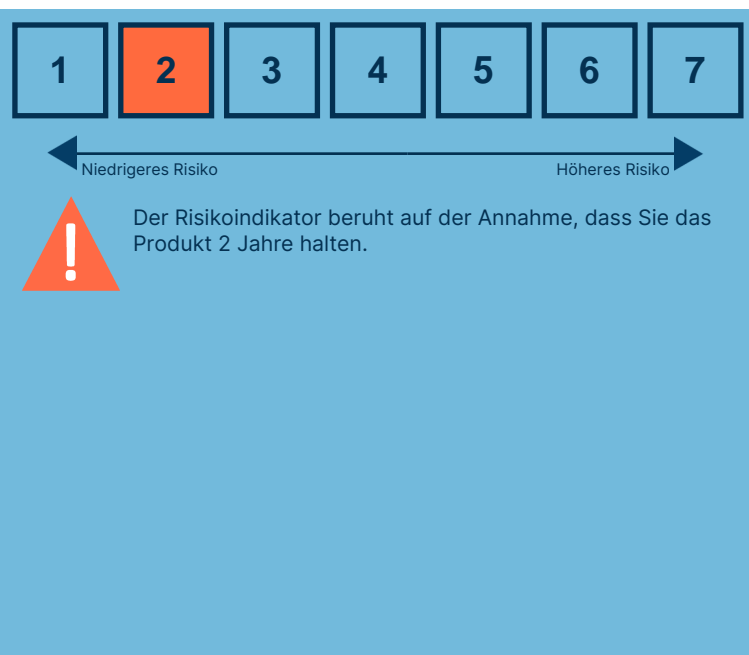 1 2 3 4 5 6 7
Niedrigeres Risiko Höheres Risiko
!
Der Risikoindikator beruht auf der Annahme, dass Sie das
Produkt 2 Jahre halten.